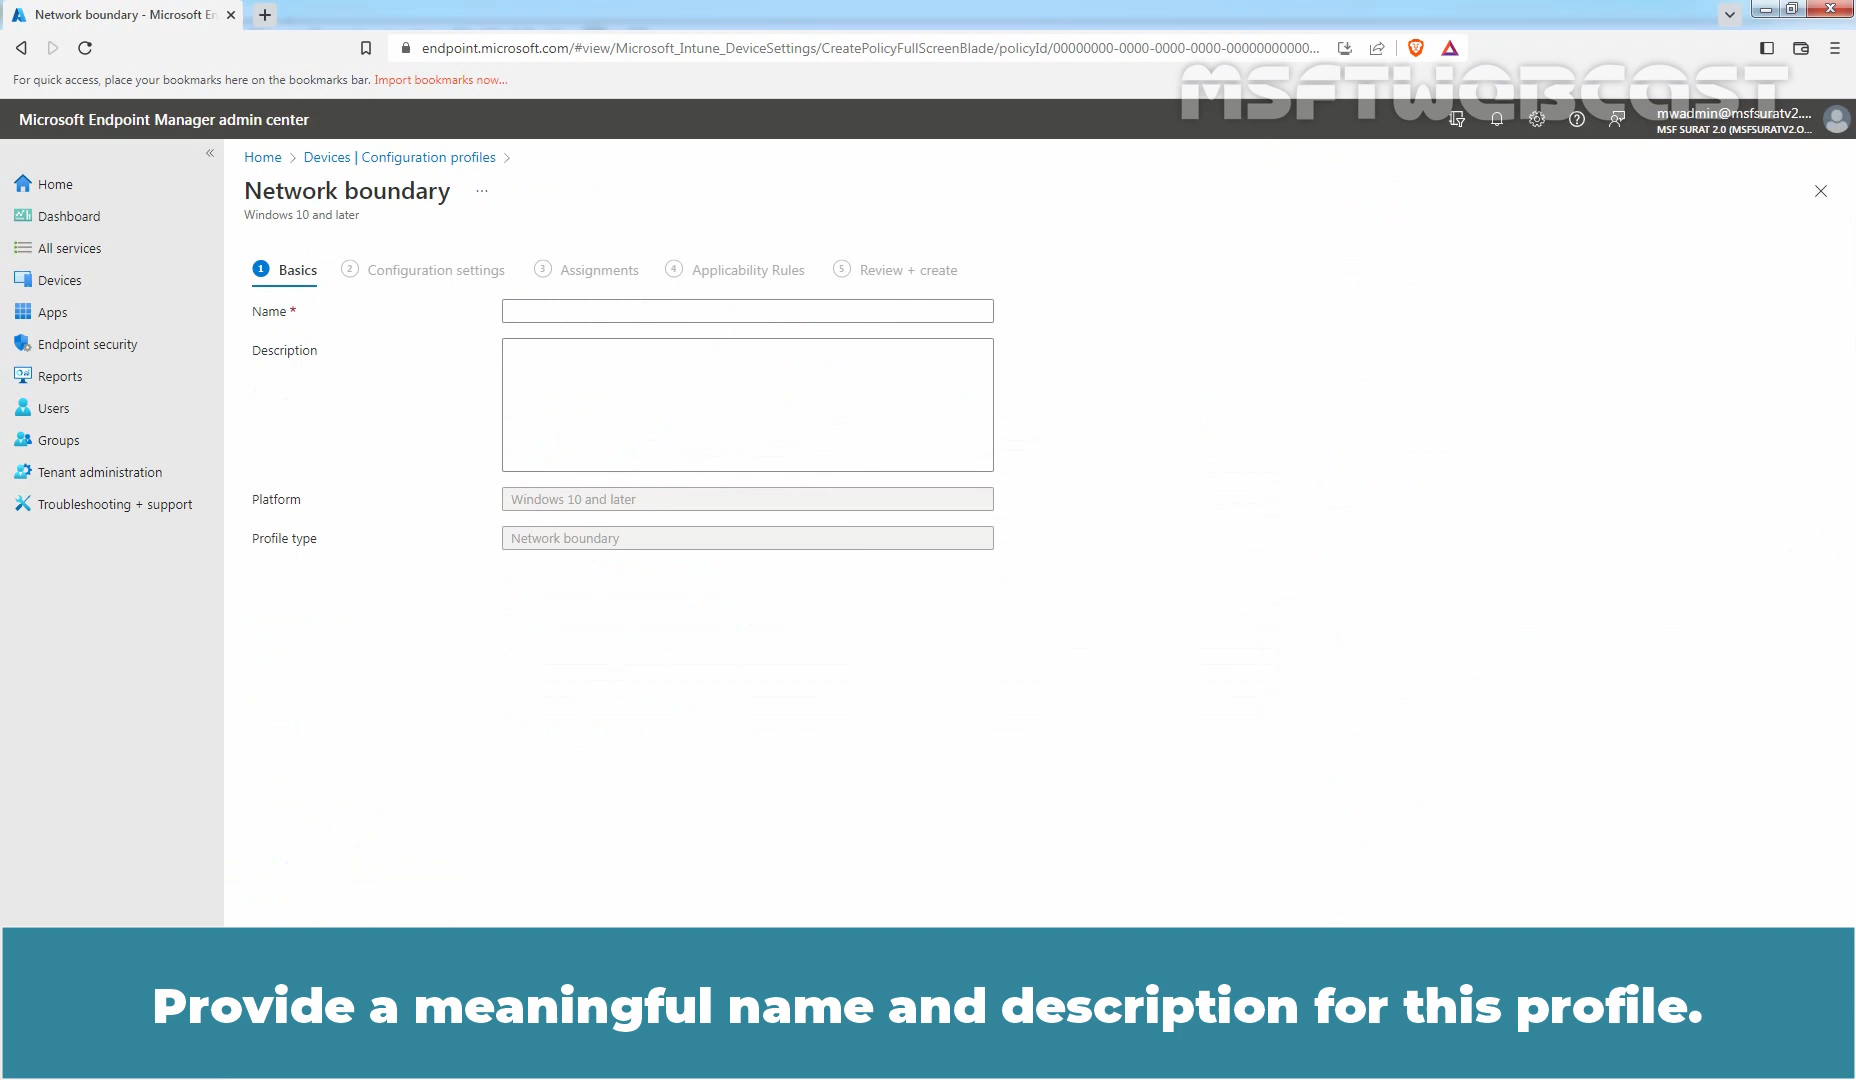 Network boundary - Microsoft En
endpoint.microsoft.com/#view/Microsoft_Intune_DeviceSettings/CreatePolicyFullScreenBlade/policyId/00000000-0000-0000-0000-00000000000...
For quick access, place your bookmarks here on the bookmarks bar. Import bookmarks now...
MSFTWEBCAST
Microsoft Endpoint Manager admin center
mwadmin@msfsuratv2....
MSF SURAT 2.0 (MSFSURATV2.O...
Home
Dashboard
All services
Devices
Apps
Endpoint security
Reports
Users
Groups
Tenant administration
Troubleshooting + support
Home > Devices | Configuration profiles >
Network boundary ...
Windows 10 and later
1 Basics 2 Configuration settings 3 Assignments 4 Applicability Rules 5 Review + create
Name *
Description
Platform Windows 10 and later
Profile type Network boundary
Provide a meaningful name and description for this profile.